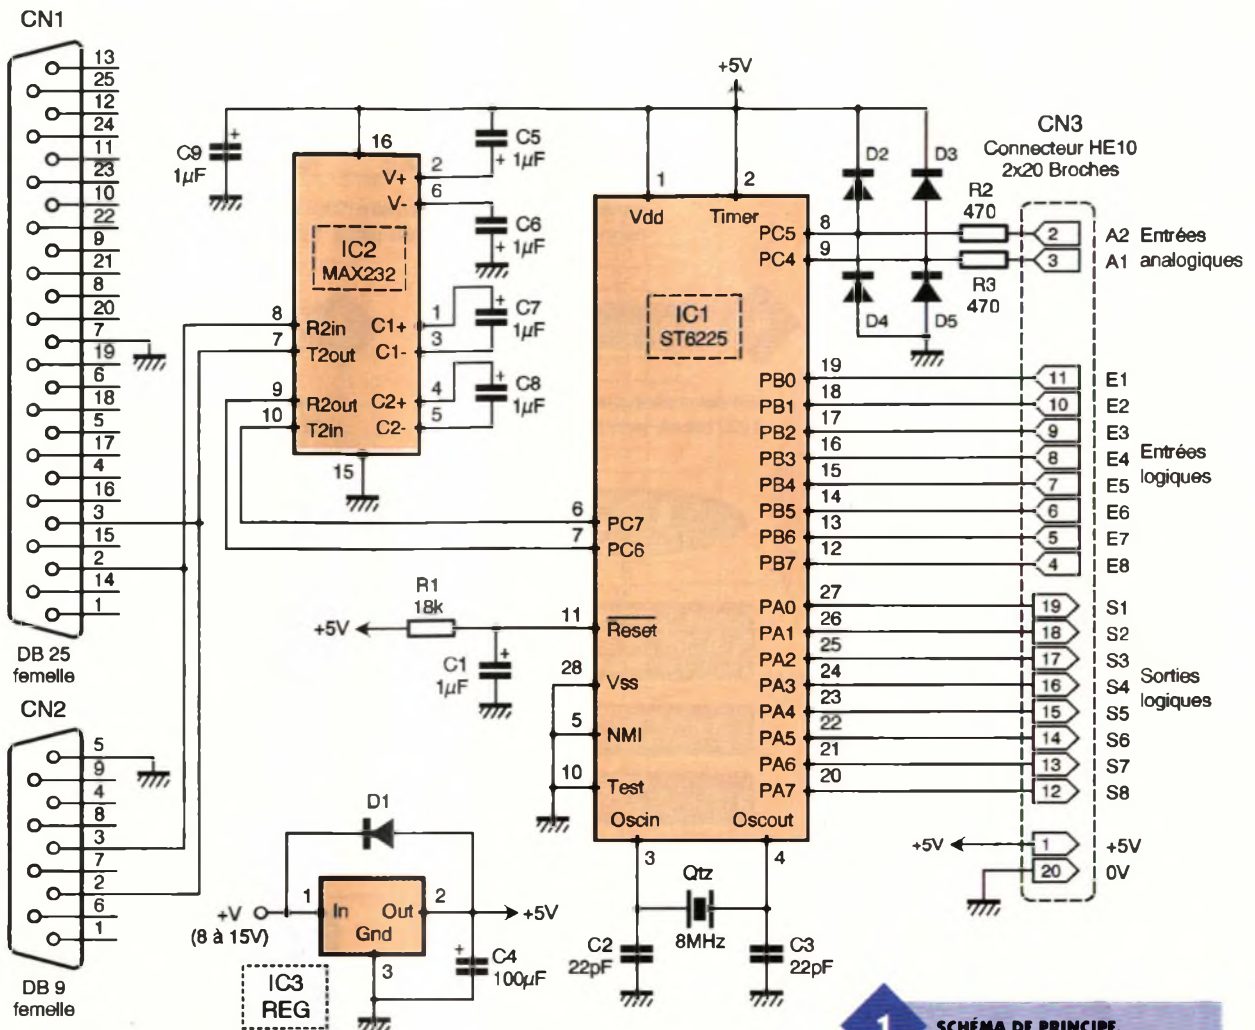 CN1
13
25
12
24
11
23
10
22
9
21
8
20
7
19
6
18
5
17
4
16
3
15
2
14
1
DB 25
femelle
CN2
5
9
4
8
3
7
2
6
1
DB 9
femelle
C9
1µF
+
16
V+
2
V-
6
IC2
MAX232
8
R2in
7
T2out
9
R2out
10
T2in
C1+
1
C1-
3
C2+
4
C2-
5
15
C5
+ 1µF
C6
+ 1µF
+
C7
1µF
+
C8
1µF
+5V
1
2
Vdd
Timer
IC1
ST6225
PC5
8
PC4
9
D2
D3
D4
D5
R2
470
R3
470
CN3
Connecteur HE10
2x20 Broches
2
A2
3
A1
Entrées
analogiques
PB0
19
11
E1
PB1
18
10
E2
PB2
17
9
E3
PB3
16
8
E4
PB4
15
7
E5
PB5
14
6
E6
PB6
13
5
E7
PB7
12
4
E8
Entrées
logiques
PA0
27
19
S1
PA1
26
18
S2
PA2
25
17
S3
PA3
24
16
S4
PA4
23
15
S5
PA5
22
14
S6
PA6
21
13
S7
PA7
20
12
S8
Sorties
logiques
+5V
1
+5V
20
0V
6
PC7
7
PC6
R1
18k
+5V
11
Reset
C1
1µF
+
28
Vss
5
NMI
10
Test
Oscin
Oscout
3
4
Qtz
8MHz
C2
22pF
C3
22pF
D1
+V
(8 à 15V)
1
In
Out
2
Gnd
3
+5V
+
C4
100µF
IC3
REG
1
SCHÉMA DE PRINCIPE